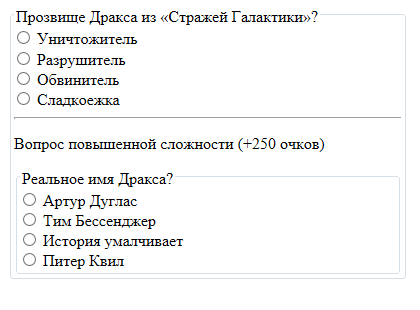 Прозвище Дракса из «Стражей Галактики»?
Уничтожитель
Разрушитель
Обвинитель
Сладкоежка
Вопрос повышенной сложности (+250 очков)
Реальное имя Дракса?
Артур Дуглас
Тим Бессенджер
История умалчивает
Питер Квил